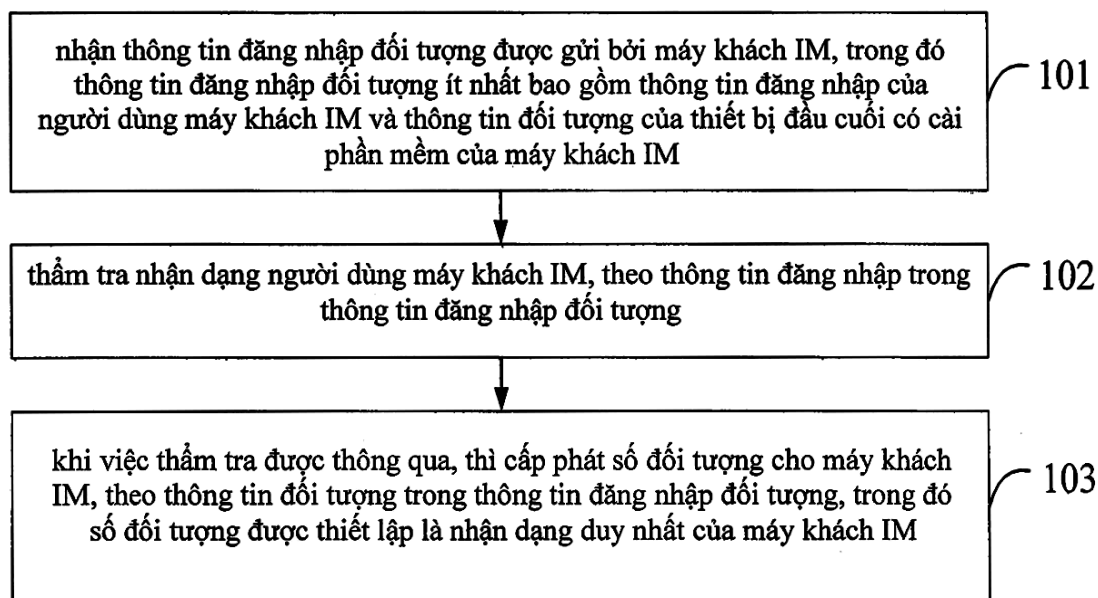 nhận thông tin đăng nhập đối tượng được gửi bởi máy khách IM, trong đó
thông tin đăng nhập đối tượng ít nhất bao gồm thông tin đăng nhập của
người dùng máy khách IM và thông tin đối tượng của thiết bị đầu cuối có cài
phần mềm của máy khách IM
101
thẩm tra nhận dạng người dùng máy khách IM, theo thông tin đăng nhập trong
thông tin đăng nhập đối tượng
102
khi việc thẩm tra được thông qua, thì cấp phát số đối tượng cho máy khách
IM, theo thông tin đối tượng trong thông tin đăng nhập đối tượng, trong đó
số đối tượng được thiết lập là nhận dạng duy nhất của máy khách IM
103